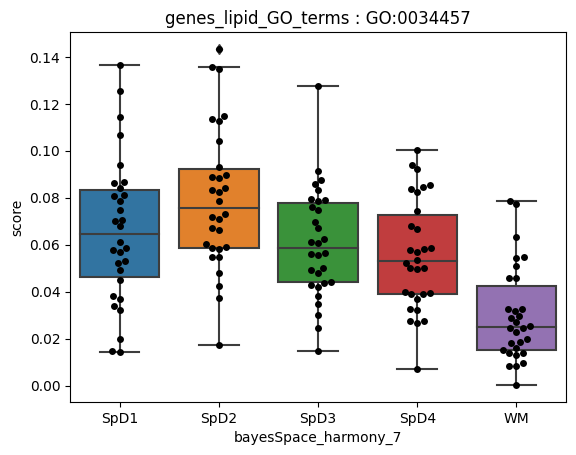 genes_lipid_GO_terms : GO:0034457
score
0.14
0.12
0.10
0.08
0.06
0.04
0.02
0.00
SpD1 SpD2 SpD3 SpD4 WM
bayesSpace_harmony_7